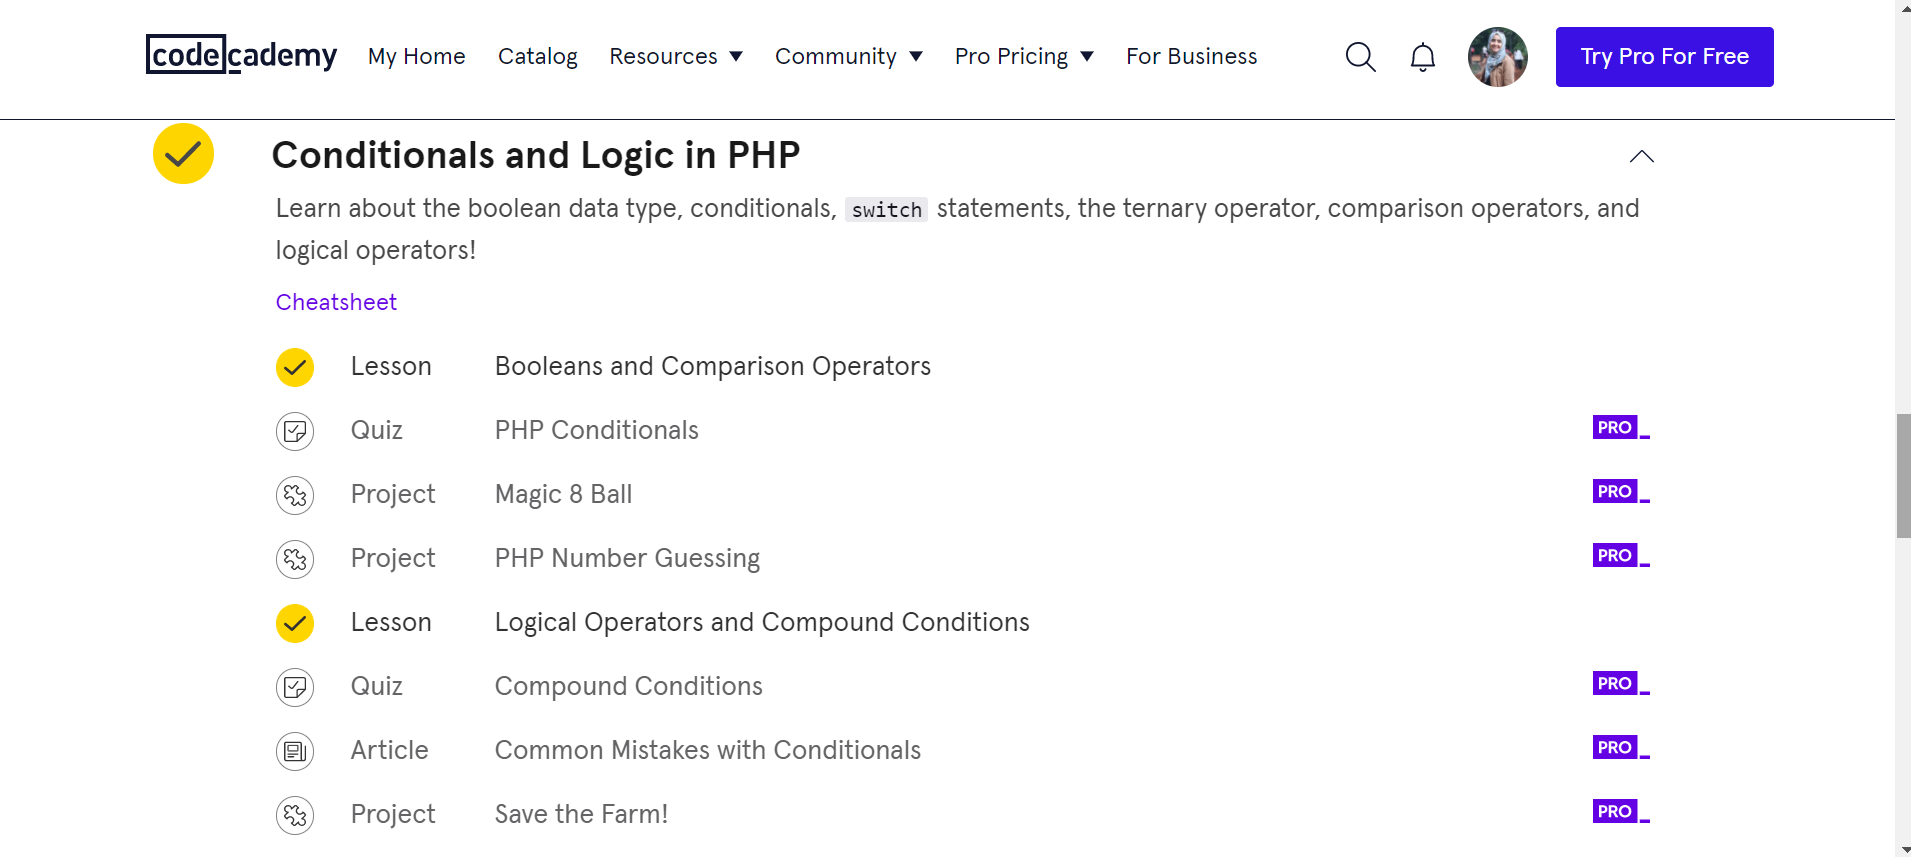 codecademy My Home Catalog Resources Community Pro Pricing For Business Try Pro For Free
Conditionals and Logic in PHP
Learn about the boolean data type, conditionals, switch statements, the ternary operator, comparison operators, and
logical operators!
Cheatsheet
Lesson Booleans and Comparison Operators
Quiz PHP Conditionals PRO
Project Magic 8 Ball PRO
Project PHP Number Guessing PRO
Lesson Logical Operators and Compound Conditions
Quiz Compound Conditions PRO
Article Common Mistakes with Conditionals PRO
Project Save the Farm! PRO